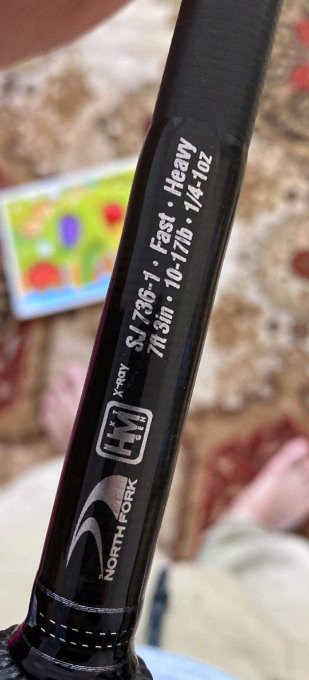 NORTH FORK
HM
X-RAY
SJ 736-1 · Fast · Heavy
7ft 3in · 10-17lb · 1/4-1oz